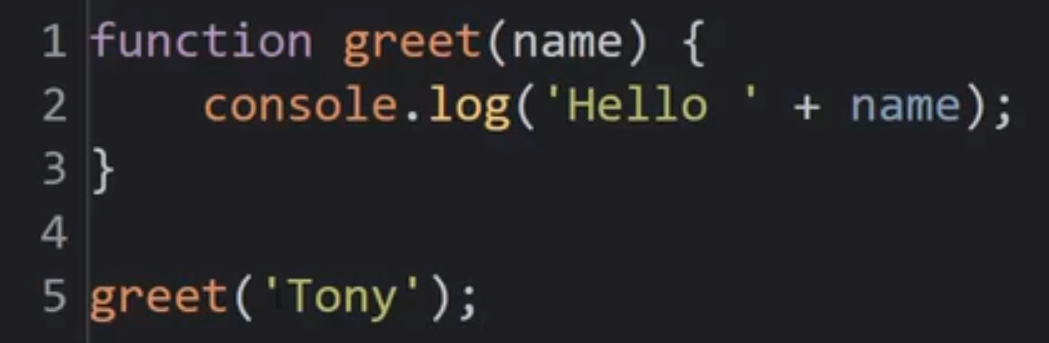 1 function greet(name) {
2     console.log('Hello ' + name);
3 }
4
5 greet('Tony');